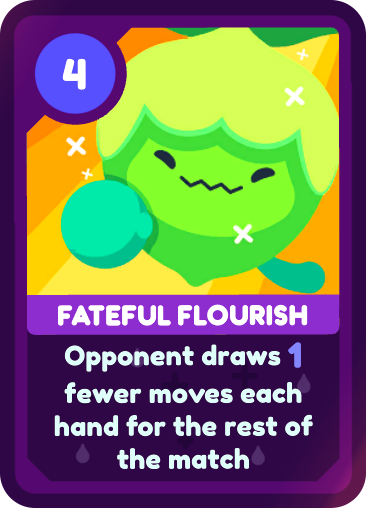 4
FATEFUL FLOURISH
Opponent draws 1
fewer moves each
hand for the rest of
the match